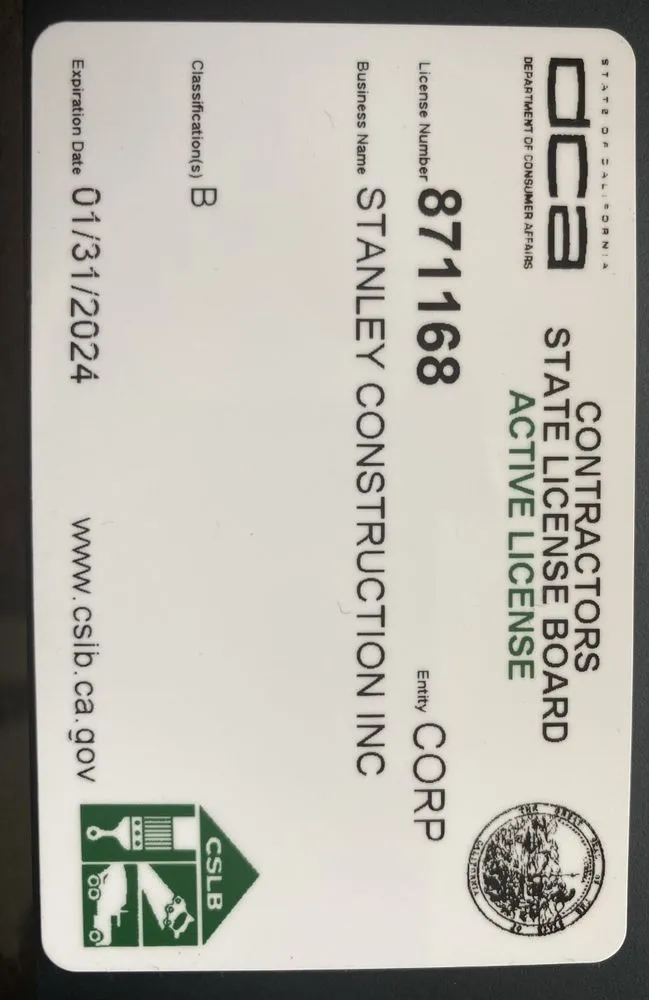 STATE OF CALIFORNIA
dca
DEPARTMENT OF CONSUMER AFFAIRS
CONTRACTORS
STATE LICENSE BOARD
ACTIVE LICENSE
License Number 871168 Entity CORP
Business Name STANLEY CONSTRUCTION INC
Classification(s) B
Expiration Date 01/31/2024 www.cslb.ca.gov
CSLB